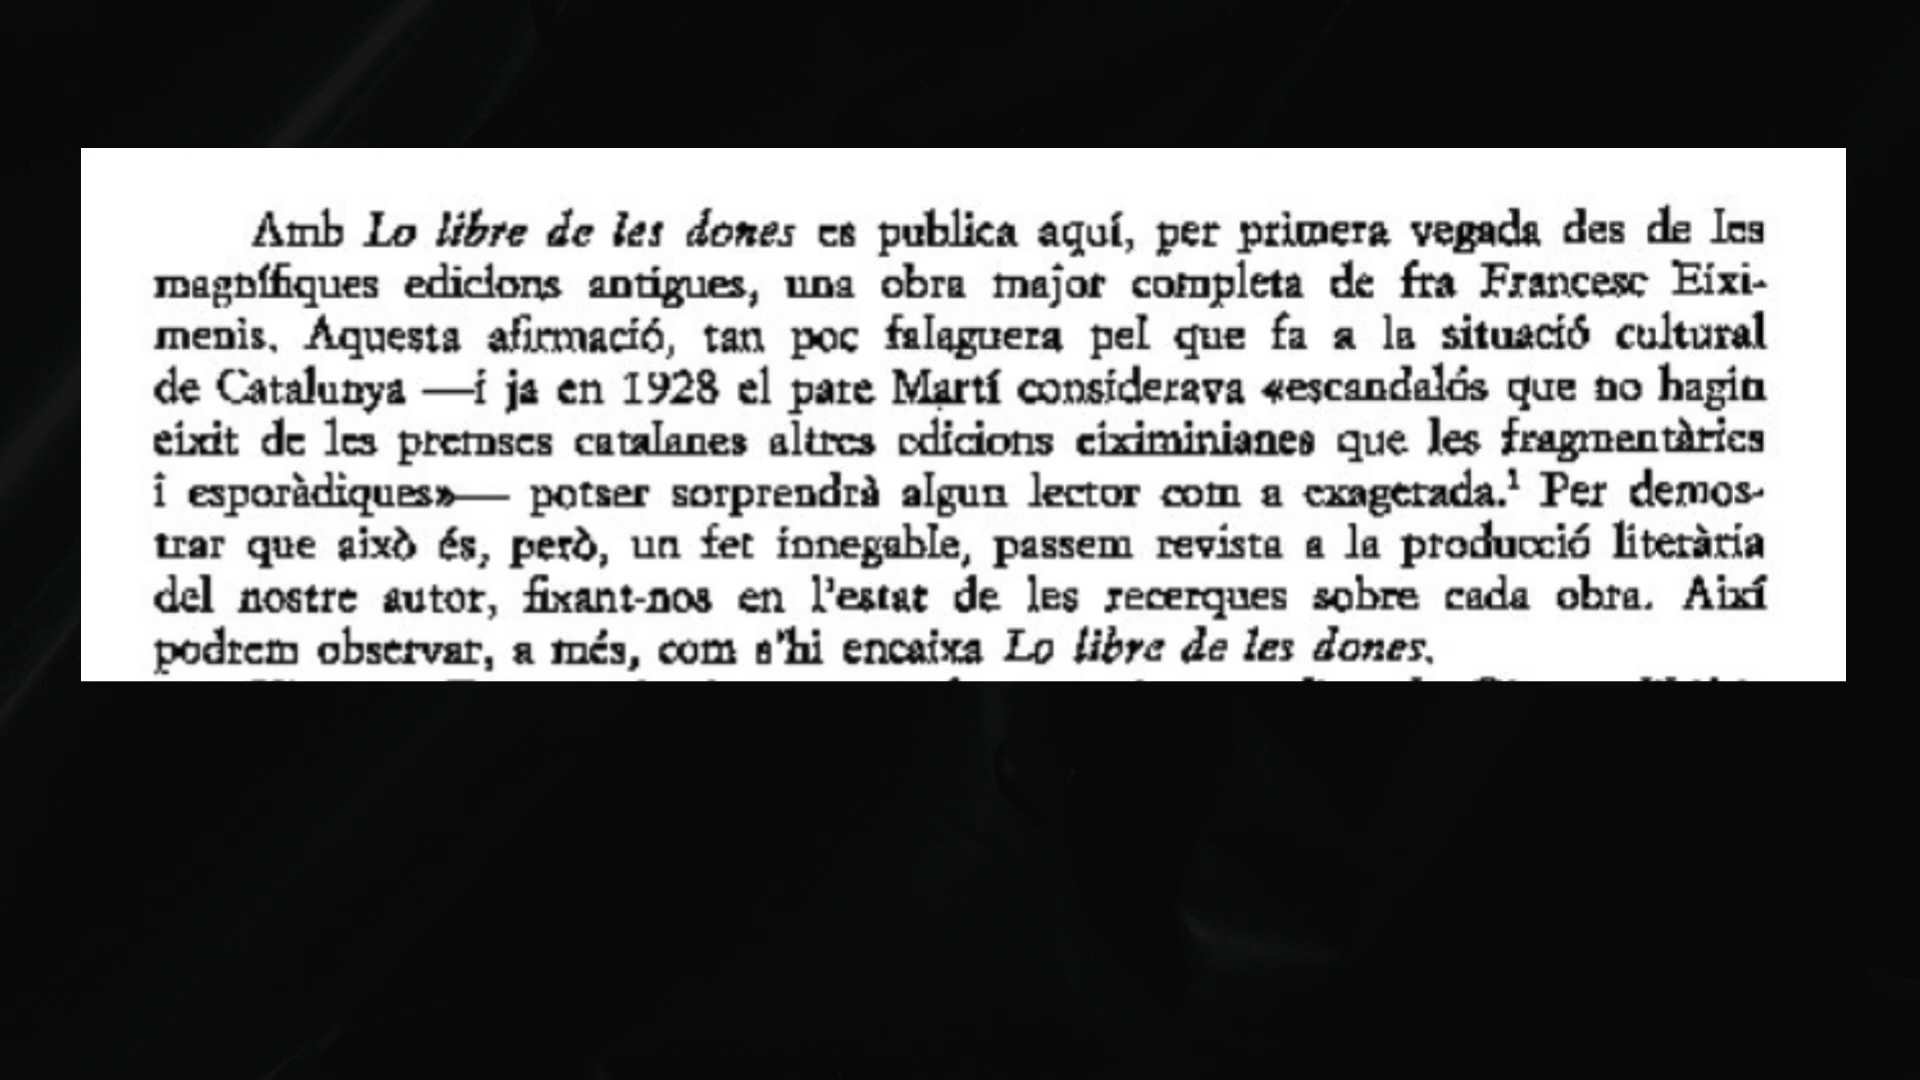 Amb Lo libre de les dones es publica aquí, per primera vegada des de les
magnífiques edicions antigues, una obra major completa de fra Francesc Eixi-
menis. Aquesta afirmació, tan poc falaguera pel que fa a la situació cultural
de Catalunya —i ja en 1928 el pare Martí considerava «escandalós que no hagin
eixit de les premses catalanes altres edicions eiximinianes que les fragmentàries
i esporàdiques»— potser sorprendrà algun lector com a exagerada.¹ Per demos-
trar que això és, però, un fet innegable, passem revista a la producció literària
del nostre autor, fixant-nos en l'estat de les recerques sobre cada obra. Així
podrem observar, a més, com s'hi encaixa Lo libre de les dones.